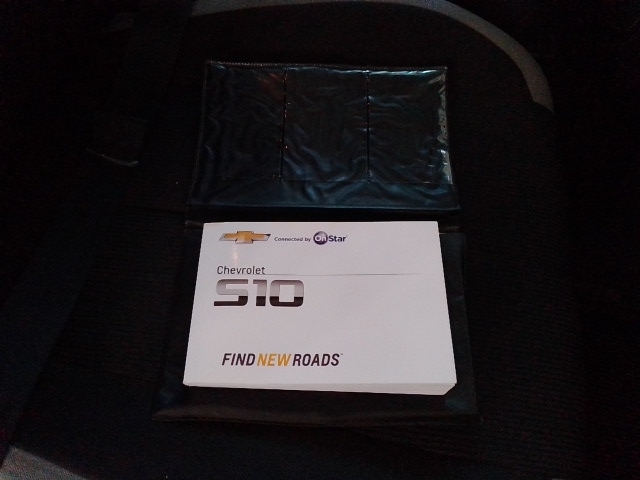 Connected by OnStar
Chevrolet
S10
FIND NEW ROADS